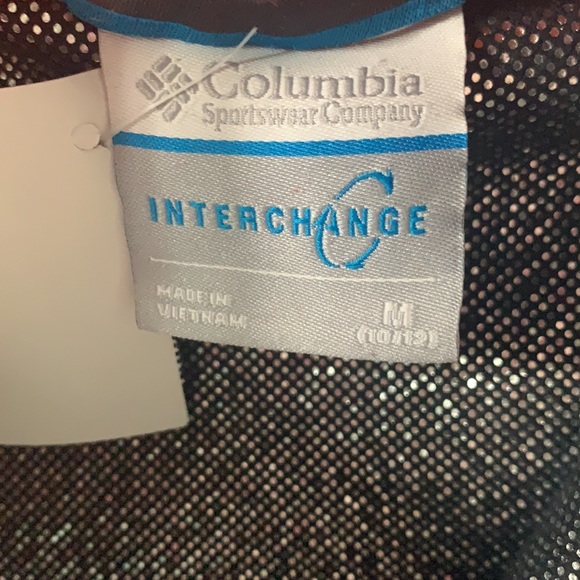 Columbia
Sportswear Company
INTERCHANGE
MADE IN
VIETNAM
M
(10/12)